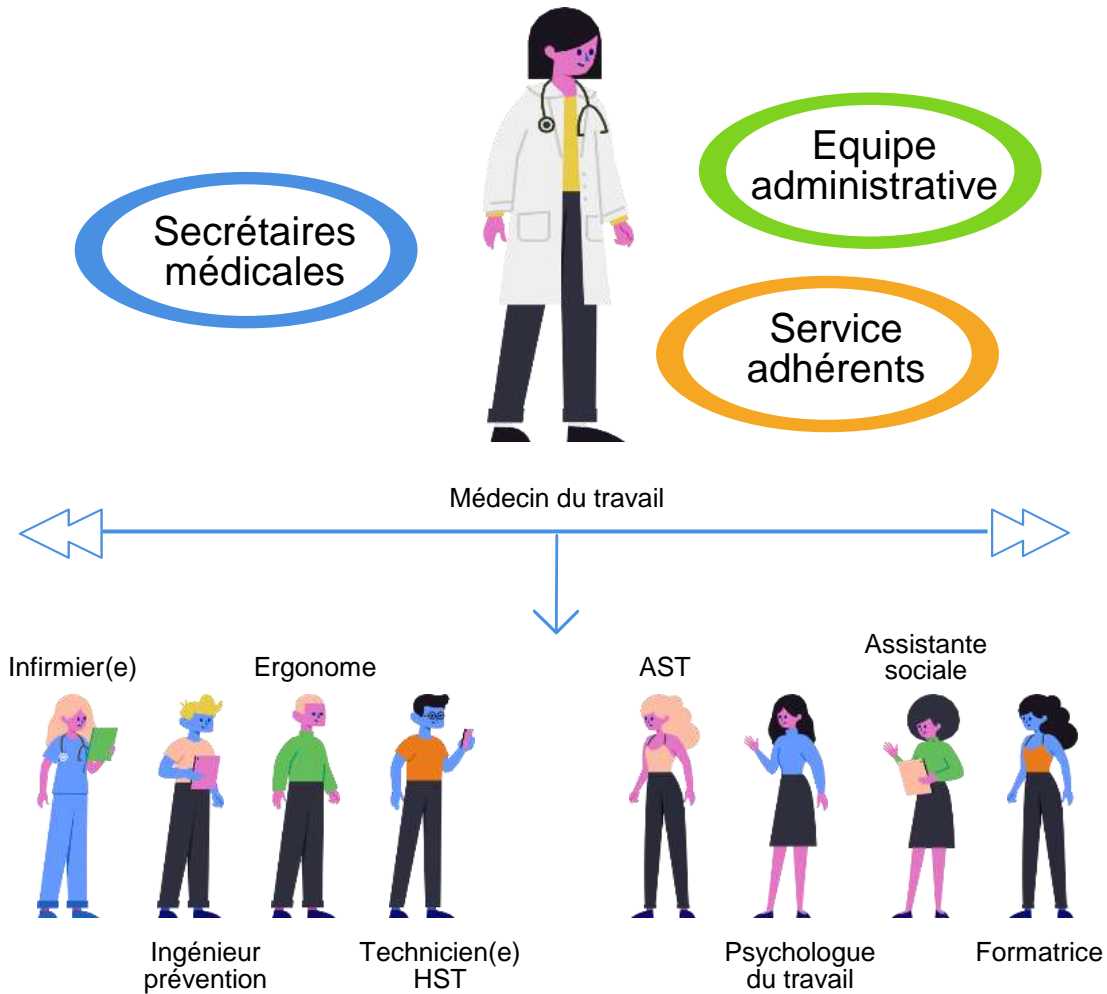 Equipe
administrative
Secrétaires
médicales
Service
adhérents
Médecin du travail
Infirmier(e)
Ergonome
AST
Assistante
sociale
Ingénieur
prévention
Technicien(e)
HST
Psychologue
du travail
Formatrice